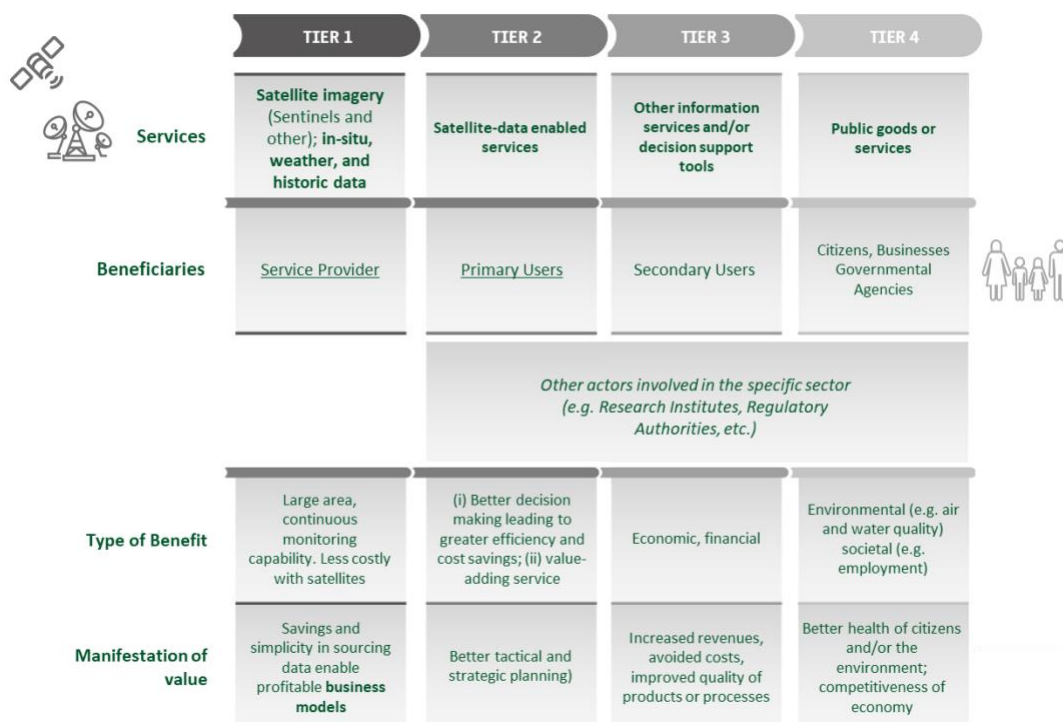 TIER 1
TIER 2
TIER 3
TIER 4
Services
Satellite imagery
(Sentinels and
other); in-situ,
weather, and
historic data
Satellite-data enabled
services
Other information
services and/or
decision support
tools
Public goods or
services
Beneficiaries
Service Provider
Primary Users
Secondary Users
Citizens, Businesses
Governmental
Agencies
Other actors involved in the specific sector
(e.g. Research Institutes, Regulatory
Authorities, etc.)
Type of Benefit
Large area,
continuous
monitoring
capability. Less costly
with satellites
(i) Better decision
making leading to
greater efficiency and
cost savings; (ii) value-
adding service
Economic, financial
Environmental (e.g. air
and water quality)
societal (e.g.
employment)
Manifestation of
value
Savings and
simplicity in sourcing
data enable
profitable business
models
Better tactical and
strategic planning)
Increased revenues,
avoided costs,
improved quality of
products or processes
Better health of citizens
and/or the
environment;
competitiveness of
economy